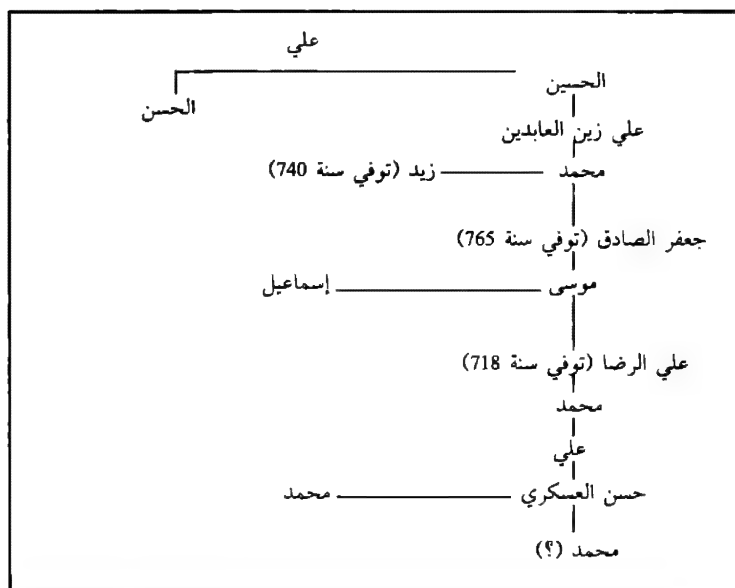 علي
الحسين
الحسن
علي زين العابدين
محمد زيد (توفي سنة 740)
جعفر الصادق (توفي سنة 765)
موسى إسماعيل
علي الرضا (توفي سنة 718)
محمد
علي
حسن العسكري محمد
محمد (؟)